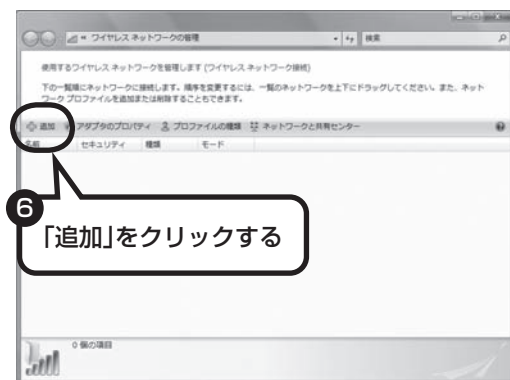 ワイヤレス ネットワークの管理
検索
使用するワイヤレス ネットワークを管理します (ワイヤレス ネットワーク接続)
下の一覧順にネットワークに接続します。順序を変更するには、一覧のネットワークを上下にドラッグしてください。また、ネット
ワーク プロファイルを追加または削除することもできます。
追加 アダプタのプロパティ プロファイルの種類 ネットワークと共有センター
名前 セキュリティ 種類 モード
6
「追加」をクリックする
0 個の項目